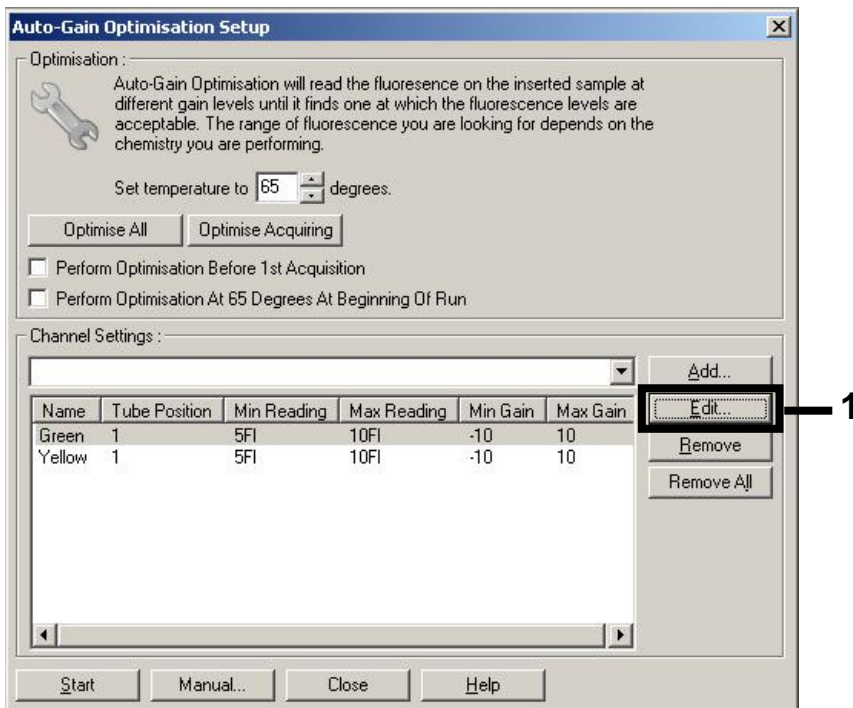 Auto-Gain Optimisation Setup
Optimisation :
Auto-Gain Optimisation will read the fluoresence on the inserted sample at
different gain levels until it finds one at which the fluorescence levels are
acceptable. The range of fluorescence you are looking for depends on the
chemistry you are performing.
Set temperature to 65 degrees.
Optimise All Optimise Acquiring
Perform Optimisation Before 1st Acquisition
Perform Optimisation At 65 Degrees At Beginning Of Run
Channel Settings :
Add...
Edit... 1
Remove
Remove All
Name Tube Position Min Reading Max Reading Min Gain Max Gain
Green 1 5Fl 10Fl -10 10
Yellow 1 5Fl 10Fl -10 10
Start Manual... Close Help